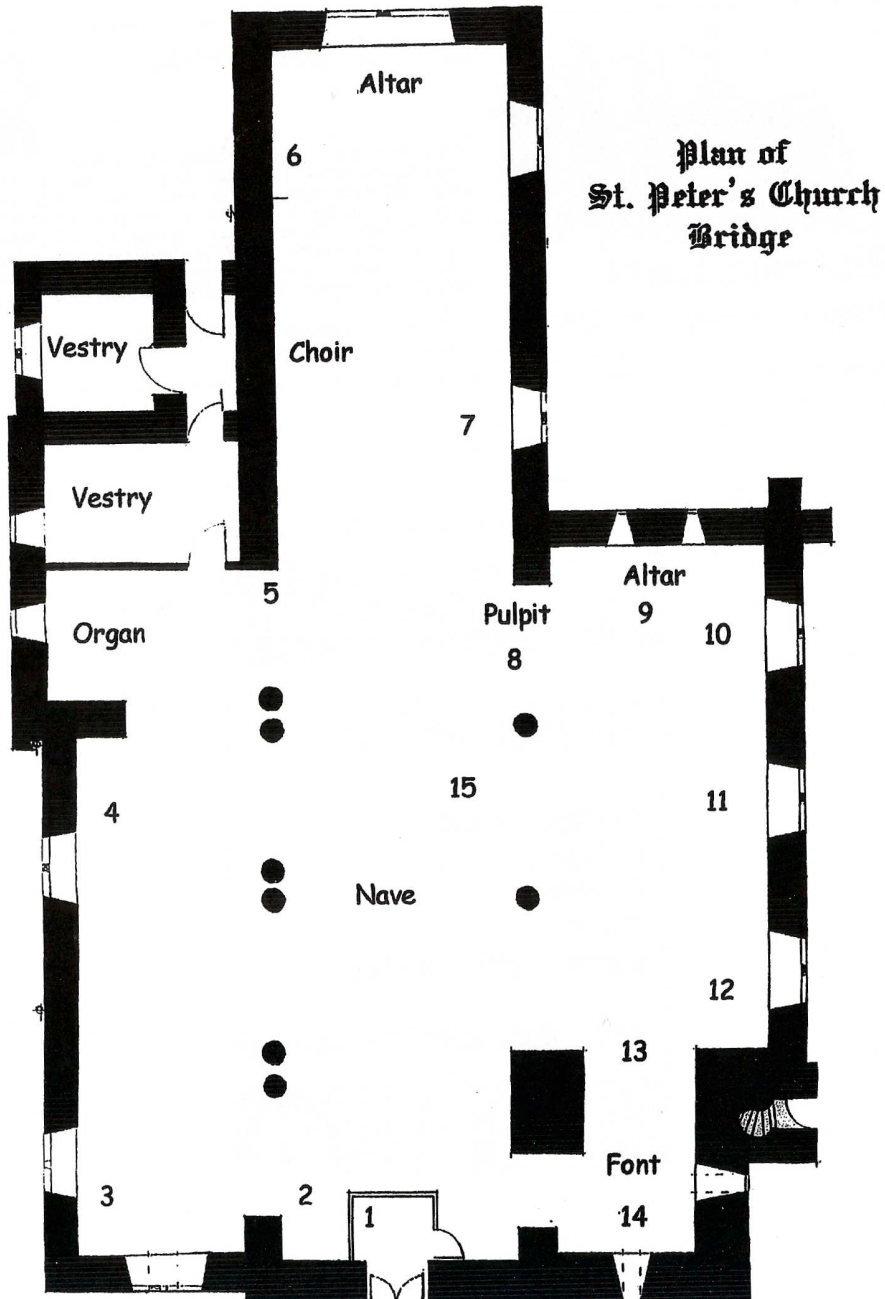 Altar
6
Plan of
St. Peter's Church
Bridge
Vestry
Choir
7
Vestry
5
Altar
Pulpit
9
10
Organ
8
15
11
4
Nave
12
13
Font
3
2
1
14